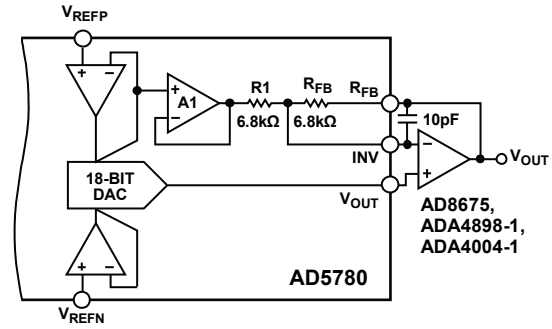 VREFP
A1
R1
6.8kΩ
RFB
6.8kΩ
RFB
10pF
INV
VOUT
18-BIT
DAC
VOUT
AD8675,
ADA4898-1,
ADA4004-1
AD5780
VREFN